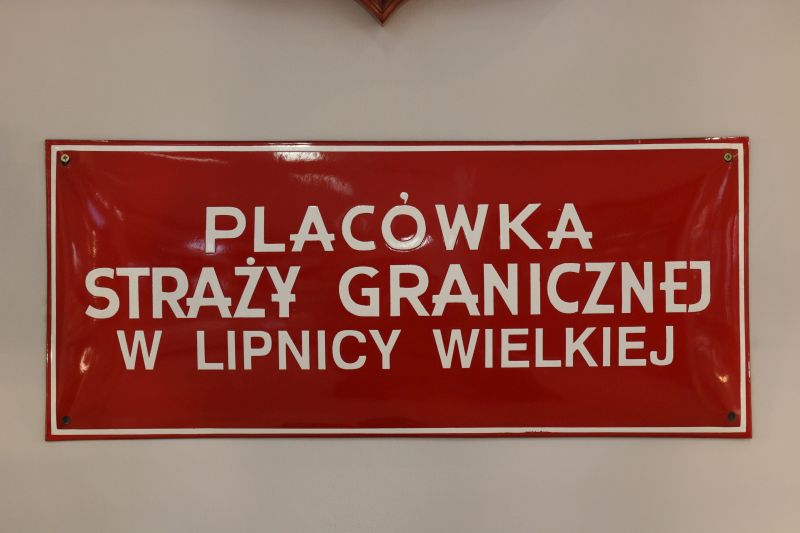 PLACÓWKA
STRAŻY GRANICZNEJ
W LIPNICY WIELKIEJ